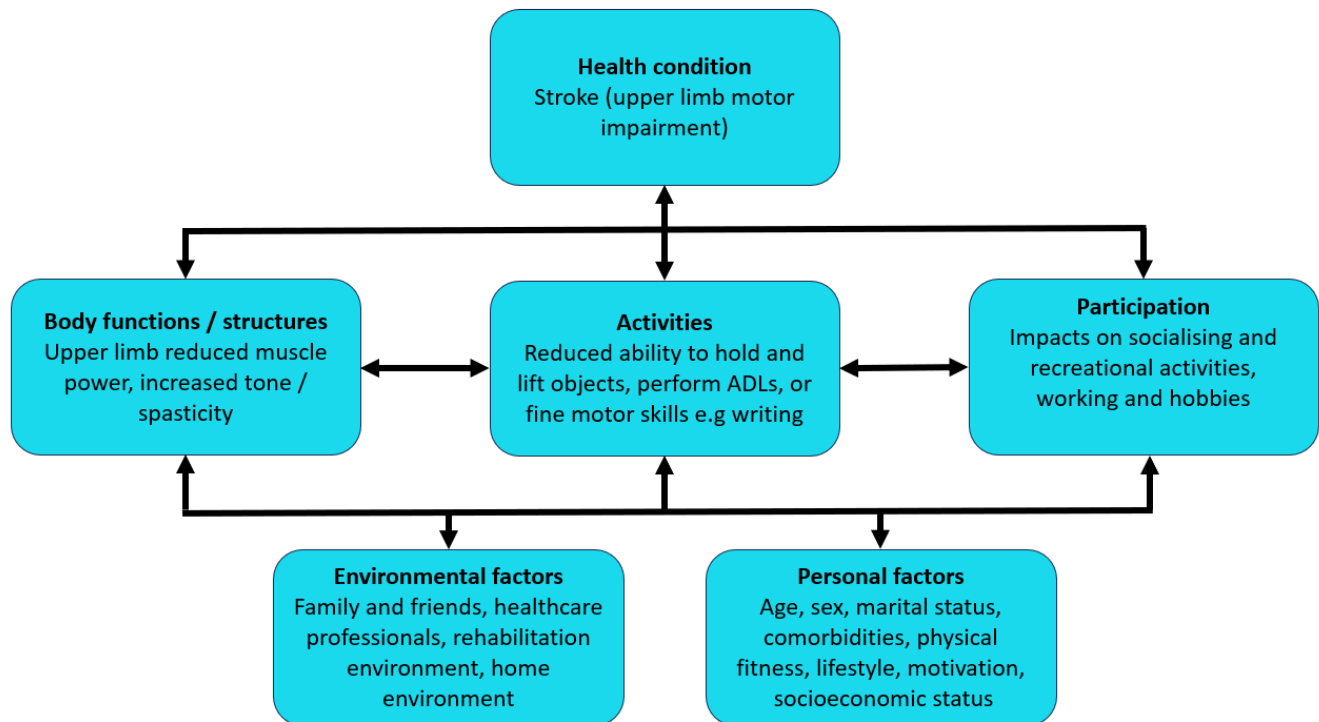 Health condition
Stroke (upper limb motor
impairment)
Body functions / structures
Upper limb reduced muscle
power, increased tone /
spasticity
Activities
Reduced ability to hold and
lift objects, perform ADLs, or
fine motor skills e.g writing
Participation
Impacts on socialising and
recreational activities,
working and hobbies
Environmental factors
Family and friends, healthcare
professionals, rehabilitation
environment, home
environment
Personal factors
Age, sex, marital status,
comorbidities, physical
fitness, lifestyle, motivation,
socioeconomic status